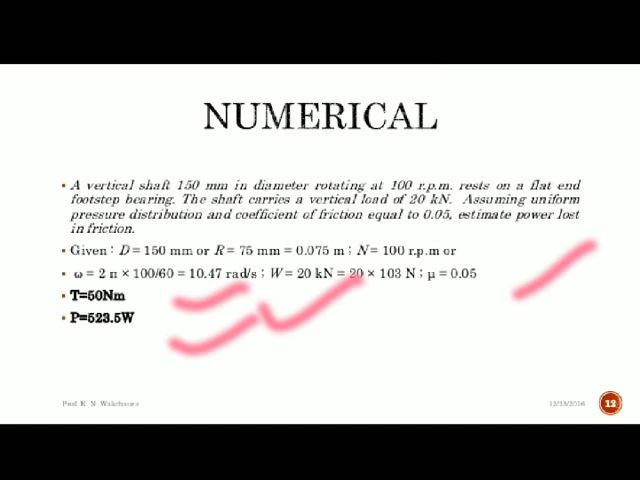 NUMERICAL
A vertical shaft 150 mm in diameter rotating at 100 r.p.m. rests on a flat end
footstep bearing. The shaft carries a vertical load of 20 kN. Assuming uniform
pressure distribution and coefficient of friction equal to 0.05, estimate power lost
in friction.
Given : D = 150 mm or R = 75 mm = 0.075 m ; N = 100 r.p.m or
ω = 2 π × 100/60 = 10.47 rad/s ; W = 20 kN = 20 × 103 N ; μ = 0.05
T=50Nm
P=523.5W
Prof. K. N. Wakchaure 12/23/2016 12